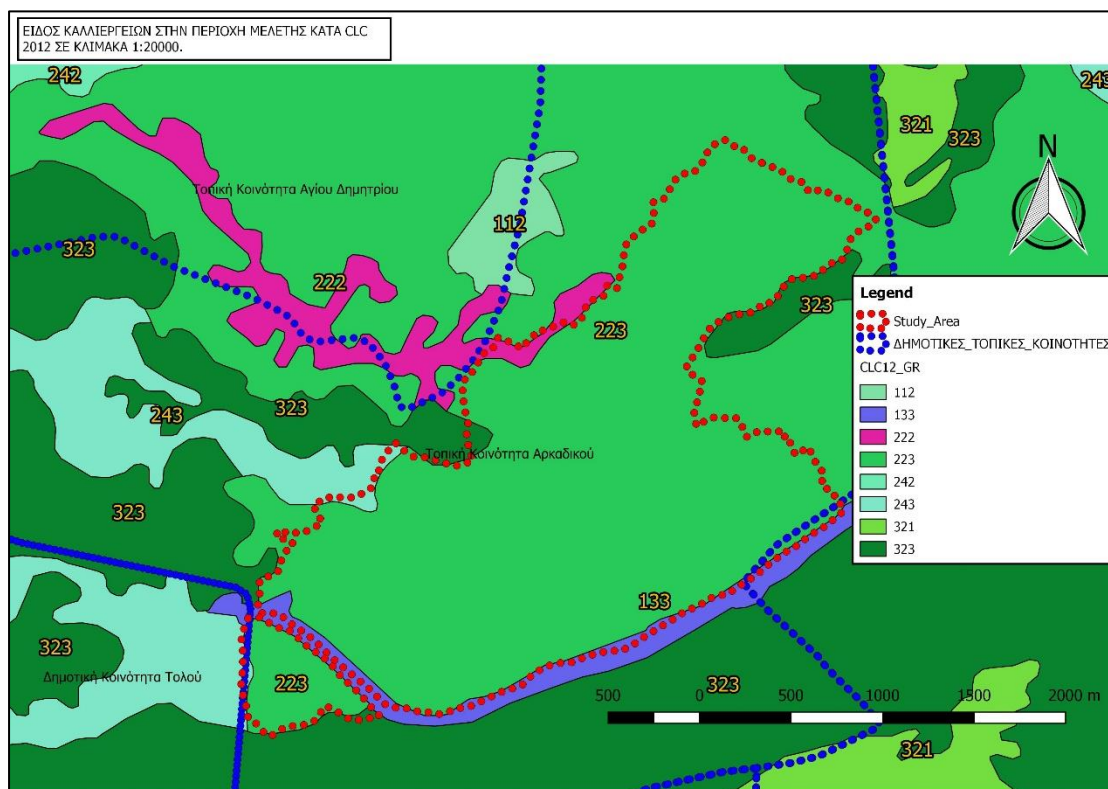 ΕΙΔΟΣ ΚΑΛΛΙΕΡΓΕΙΩΝ ΣΤΗΝ ΠΕΡΙΟΧΗ ΜΕΛΕΤΗΣ ΚΑΤΑ CLC
2012 ΣΕ ΚΛΙΜΑΚΑ 1:20000.
242
243
321
323
N
Τοπική Κοινότητα Αγίου Δημητρίου
112
323
222
223
323
Legend
Study_Area
ΔΗΜΟΤΙΚΕΣ_ΤΟΠΙΚΕΣ_ΚΟΙΝΟΤΗΤΕΣ
CLC12_GR
112
133
222
223
242
243
321
323
243
323
Τοπική Κοινότητα Αρκαδικού
323
133
323
Δημοτική Κοινότητα Τολού
223
323
500 0 500 1000 1500 2000 m
321